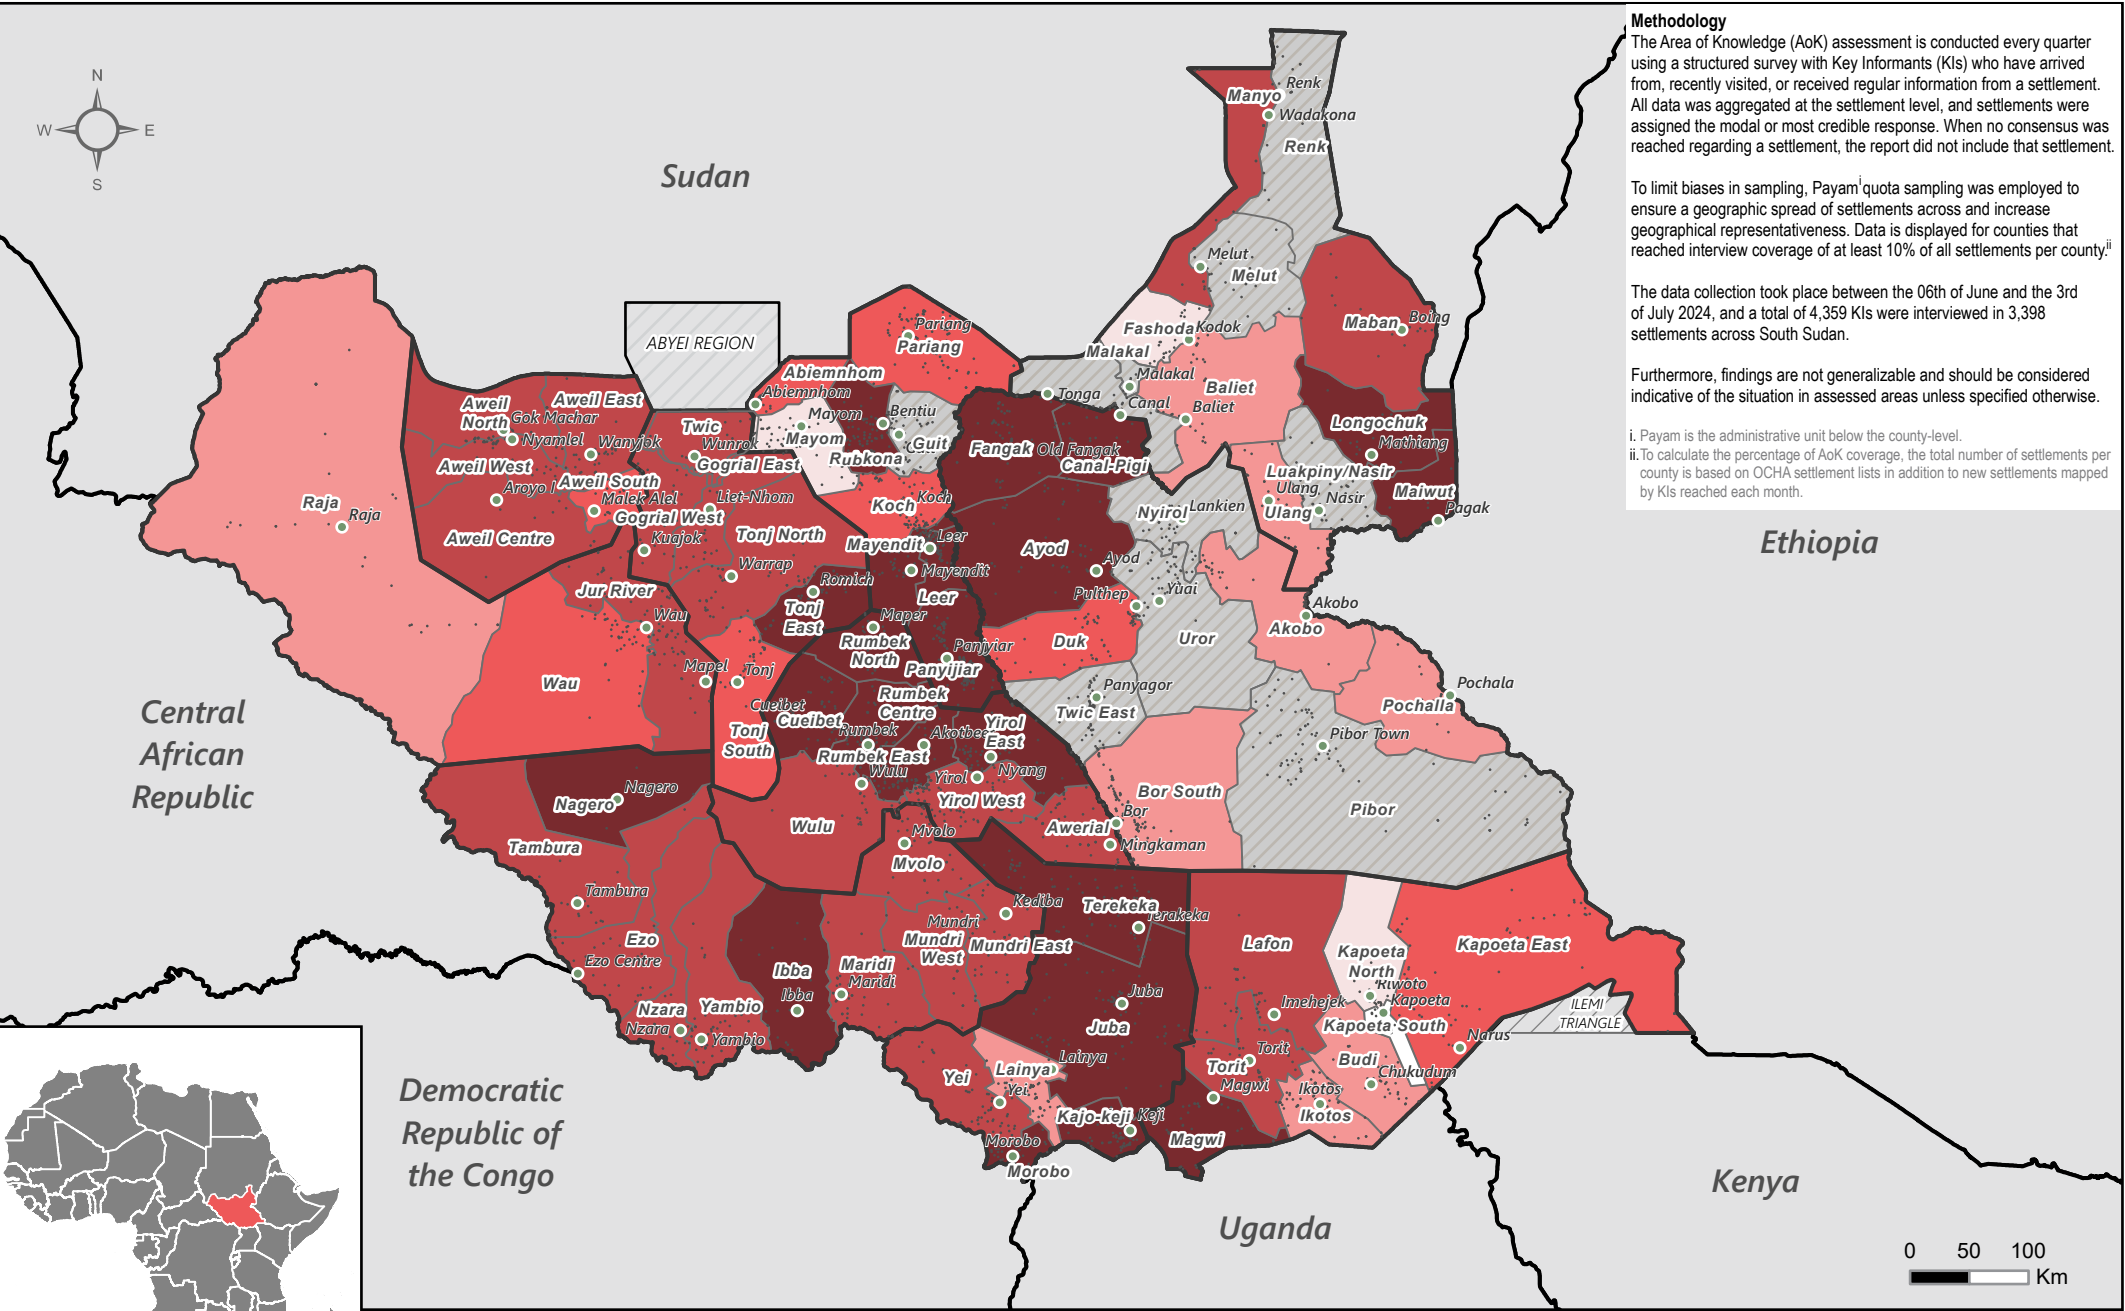 Methodology
The Area of Knowledge (AoK) assessment is conducted every quarter
using a structured survey with Key Informants (KIs) who have arrived
from, recently visited, or received regular information from a settlement.
All data was aggregated at the settlement level, and settlements were
assigned the modal or most credible response. When no consensus was
reached regarding a settlement, the report did not include that settlement.
To limit biases in sampling, Payam i quota sampling was employed to
ensure a geographic spread of settlements across and increase
geographical representativeness. Data is displayed for counties that
reached interview coverage of at least 10% of all settlements per county. ii
The data collection took place between the 06th of June and the 3rd
of July 2024, and a total of 4,359 KIs were interviewed in 3,398
settlements across South Sudan.
Furthermore, findings are not generalizable and should be considered
indicative of the situation in assessed areas unless specified otherwise.
i. Payam is the administrative unit below the county-level.
ii. To calculate the percentage of AoK coverage, the total number of settlements per
county is based on OCHA settlement lists in addition to new settlements mapped
by KIs reached each month.
N
W
E
S
Sudan
Ethiopia
Central
African
Republic
Democratic
Republic of
the Congo
Uganda
Kenya
ABYEI REGION
ILEMI
TRIANGLE
Renk
Manyo
Wadakona
Renk
Melut
Melut
Maban
Boing
Fashoda
Kodok
Malakal
Malakal
Tonga
Canal
Baliet
Baliet
Pariang
Pariang
Abiemnhom
Abiemnhom
Mayom
Mayom
Bentiu
Guit
Rubkona
Koch
Koch
Fangak
Old Fangak
Canal-Pigi
Longochuk
Mathiang
Luakpiny/Nasir
Nasir
Ulang
Ulang
Maiwut
Pagak
Nyirol
Lankien
Ayod
Ayod
Pulthep
Yuai
Uror
Duk
Akobo
Akobo
Pochala
Pochalla
Panyagor
Twic East
Pibor Town
Pibor
Bor South
Bor
Aweil
North
Gok Machar
Aweil East
Nyamlel
Wanyjok
Aweil West
Aroyo
Aweil South
Malek Alel
Aweil Centre
Twic
Wunrok
Gogrial East
Liet-Nhom
Gogrial West
Kuajok
Tonj North
Warrap
Romich
Tonj
East
Mayendit
Leer
Mayendit
Leer
Maper
Rumbek
North
Panyjiar
Panyijiar
Raja
Raja
Jur River
Wau
Wau
Mapel
Tonj
Tonj
South
Cueibet
Cueibet
Rumbek
Centre
Rumbek
Rumbek East
Wulu
Wulu
Yirol
East
Nyang
Yirol
Yirol West
Awerial
Mingkaman
Nagero
Nagero
Tambura
Tambura
Ezo
Ezo Centre
Nzara
Nzara
Yambio
Yambio
Ibba
Ibba
Maridi
Maridi
Mvolo
Mvolo
Mundri
Mundri
West
Mundri East
Kediba
Terekeka
Terakeka
Juba
Juba
Yei
Yei
Lainya
Lainya
Morobo
Morobo
Kajo-keji
Keji
Magwi
Magwi
Torit
Torit
Imehejek
Lafon
Kapoeta
North
Riwoto
Kapoeta
Kapoeta South
Kapoeta East
Narus
Budi
Chukudum
Ikotos
Ikotos
0 50 100
Km